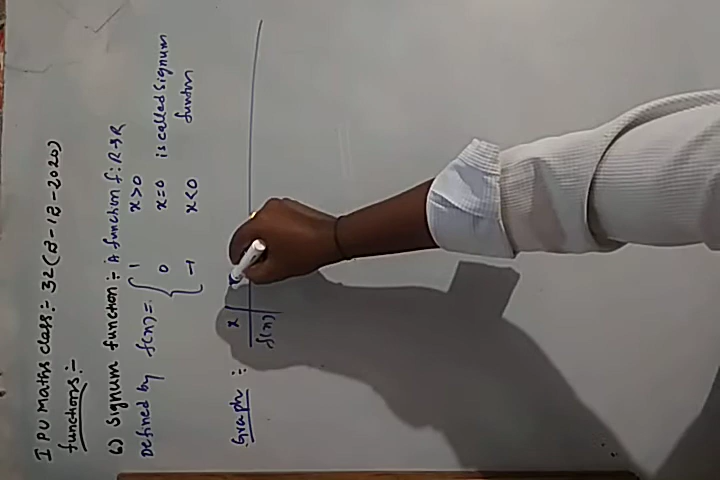 I PU Maths class:- 32(8-12-2020)
functions:-
6) Signum function:- A function f: R→R
Defined by f(x)= { 1 x>0
0 x=0 is called Signum
-1 x<0 function
Graph:
x
f(x)